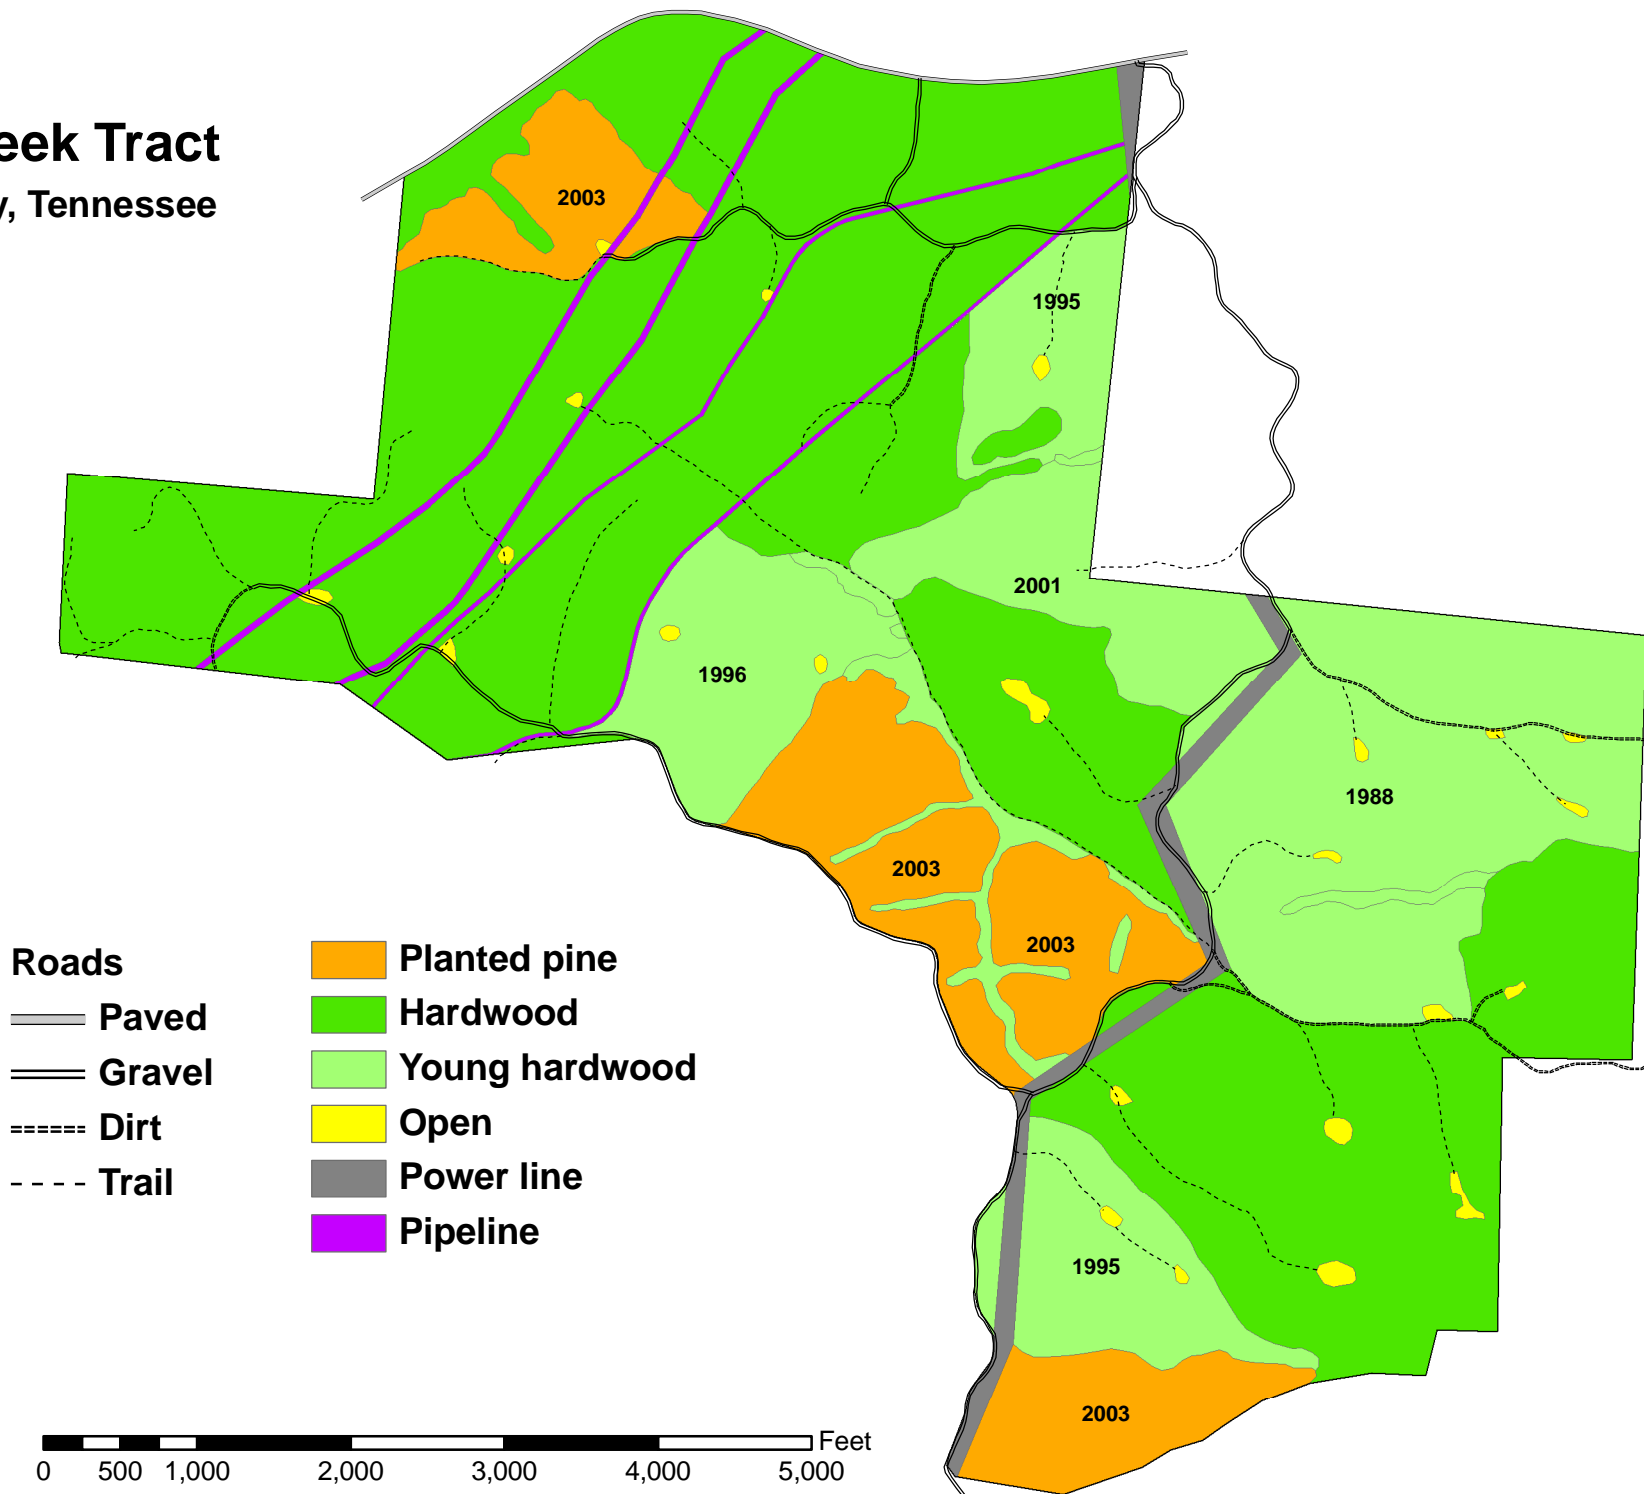 eek Tract
y, Tennessee
2003
1995
2001
1996
1988
2003
2003
1995
2003
Roads
Paved
Gravel
Dirt
Trail
Planted pine
Hardwood
Young hardwood
Open
Power line
Pipeline
Feet
0 500 1,000 2,000 3,000 4,000 5,000